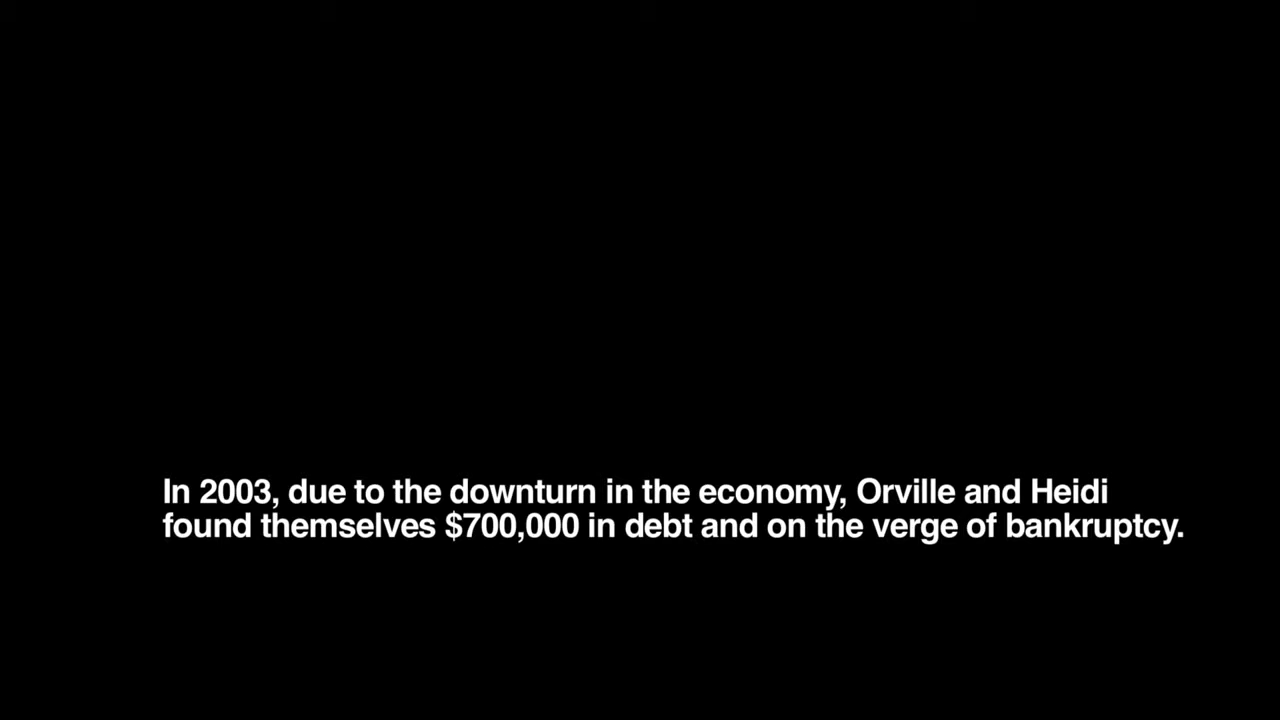 In 2003, due to the downturn in the economy, Orville and Heidi
found themselves $700,000 in debt and on the verge of bankruptcy.